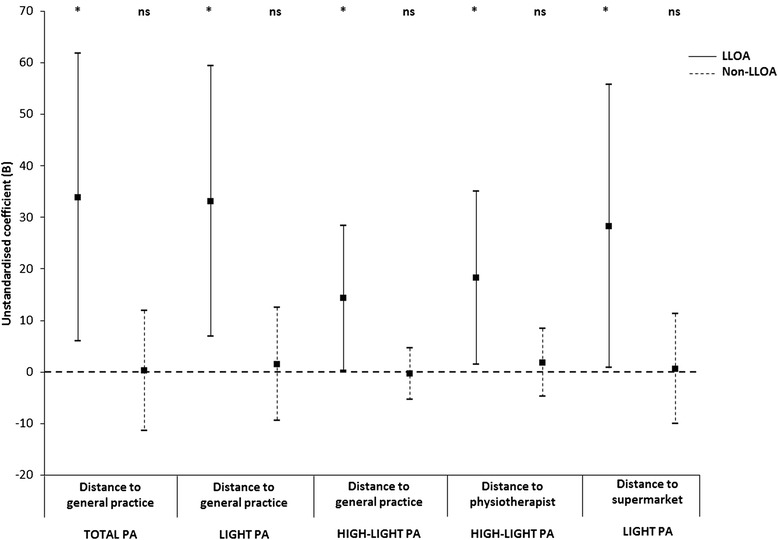 70
60
50
40
30
20
10
0
-10
-20
Unstandardised coefficient (B)
* ns * ns * ns * ns * ns
LLOA
Non-LLOA
Distance to general practice
Distance to general practice
Distance to general practice
Distance to physiotherapist
Distance to supermarket
TOTAL PA
LIGHT PA
HIGH-LIGHT PA
HIGH-LIGHT PA
LIGHT PA